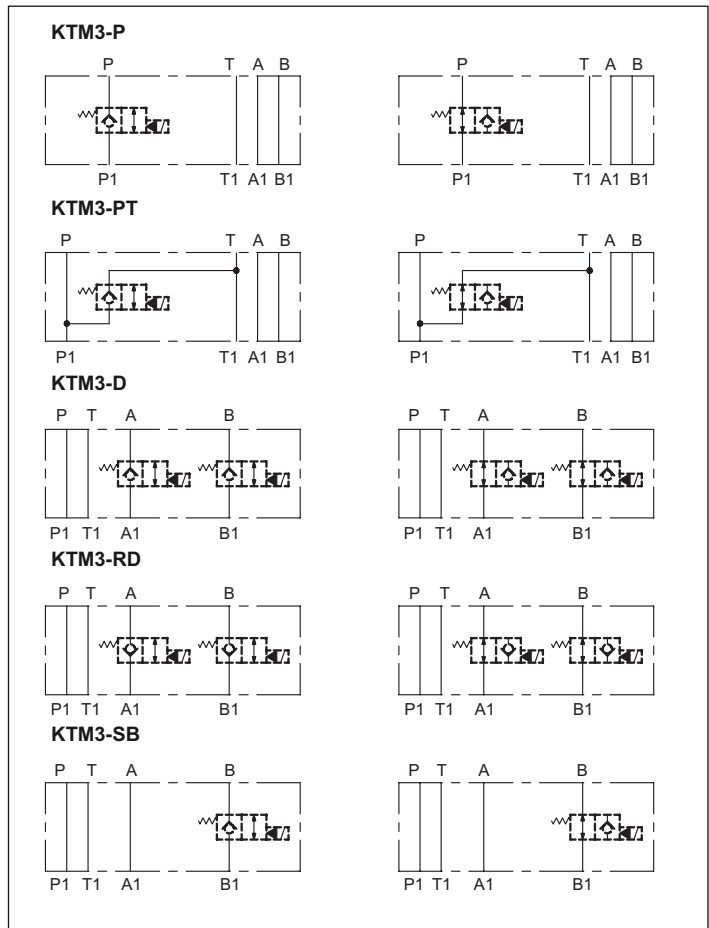 KTM3-P
P T A B P T A B
P1 T1 A1 B1 P1 T1 A1 B1
KTM3-PT
P T A B P T A B
P1 T1 A1 B1 P1 T1 A1 B1
KTM3-D
P T A B P T A B
P1 T1 A1 B1 P1 T1 A1 B1
KTM3-RD
P T A B P T A B
P1 T1 A1 B1 P1 T1 A1 B1
KTM3-SB
P T A B P T A B
P1 T1 A1 B1 P1 T1 A1 B1